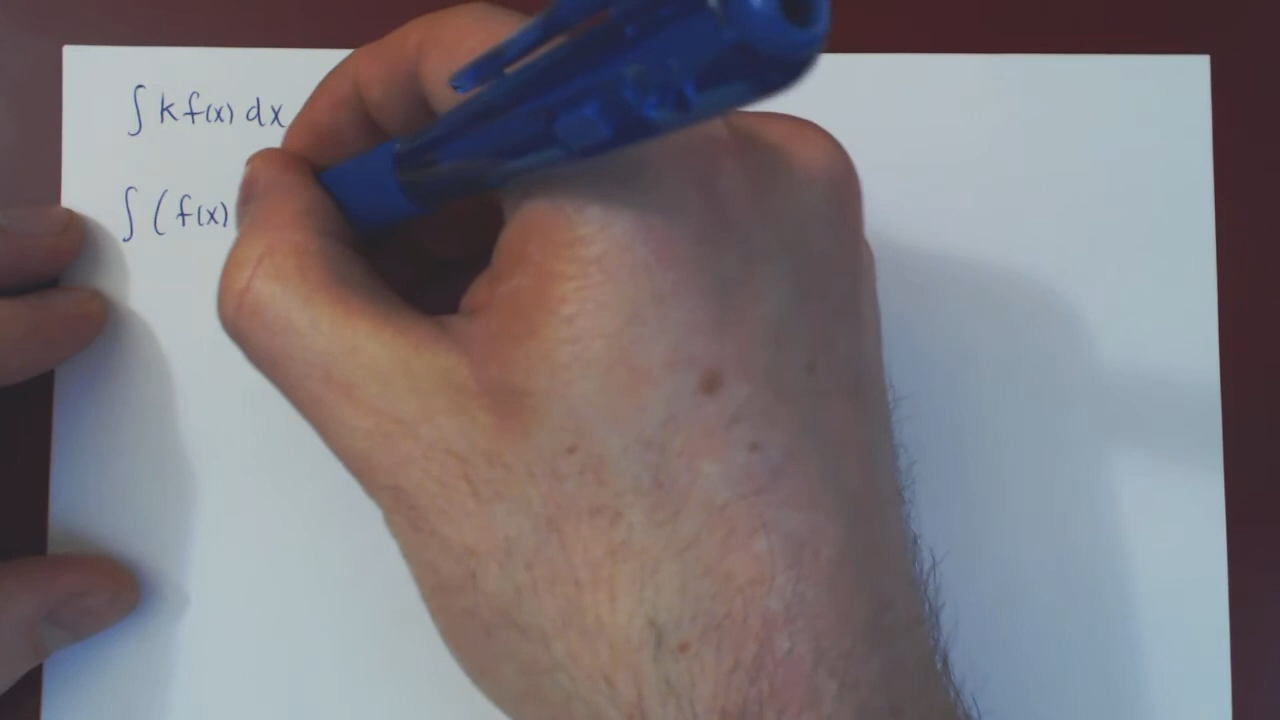 ∫ k f(x) dx
∫ ( f(x)